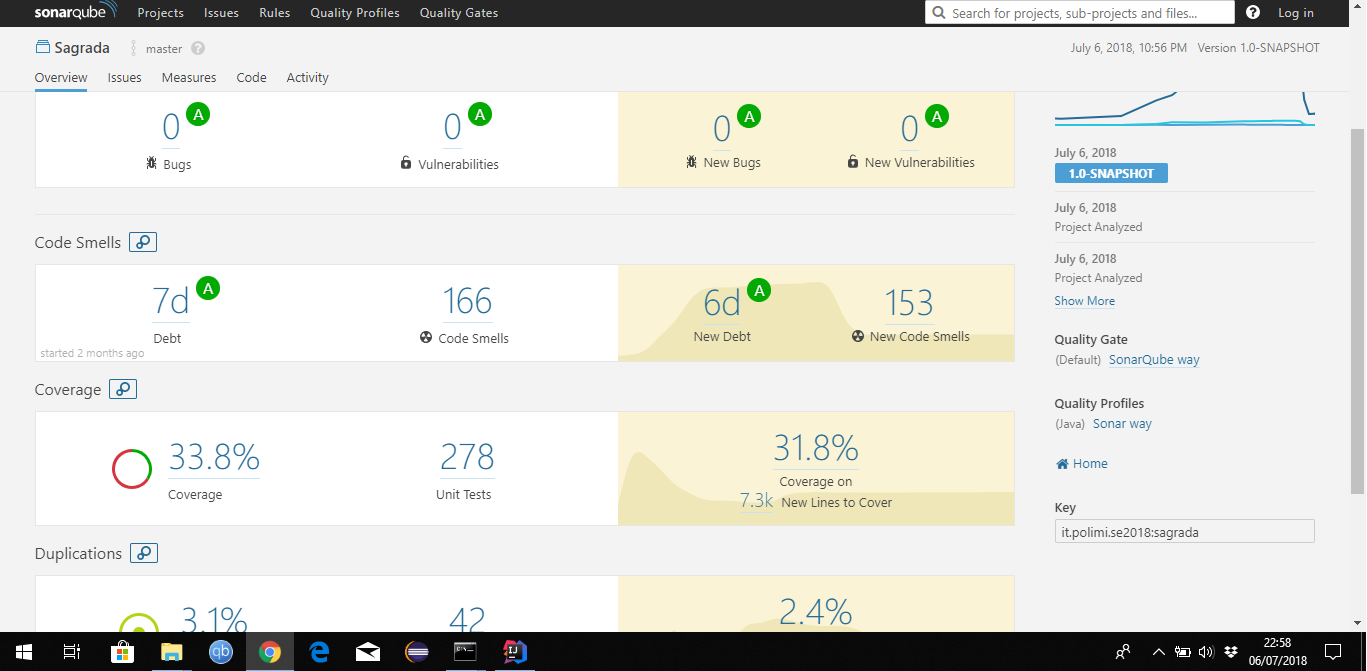 sonarqube Projects Issues Rules Quality Profiles Quality Gates Search for projects, sub-projects and files... ? Log in
Sagrada master ? July 6, 2018, 10:56 PM Version 1.0-SNAPSHOT
Overview Issues Measures Code Activity
0 A 0 A 0 A 0 A
Bugs Vulnerabilities New Bugs New Vulnerabilities
Code Smells
7d A 166 6d A 153
Debt Code Smells New Debt New Code Smells
started 2 months ago
Coverage
33.8% 278 31.8%
Coverage Unit Tests Coverage on
7.3k New Lines to Cover
Duplications
3.1% 42 2.4%
July 6, 2018
1.0-SNAPSHOT
July 6, 2018
Project Analyzed
July 6, 2018
Project Analyzed
Show More
Quality Gate
(Default) SonarQube way
Quality Profiles
(Java) Sonar way
Home
Key
it.polimi.se2018:sagrada
qb
IJ
22:58
06/07/2018